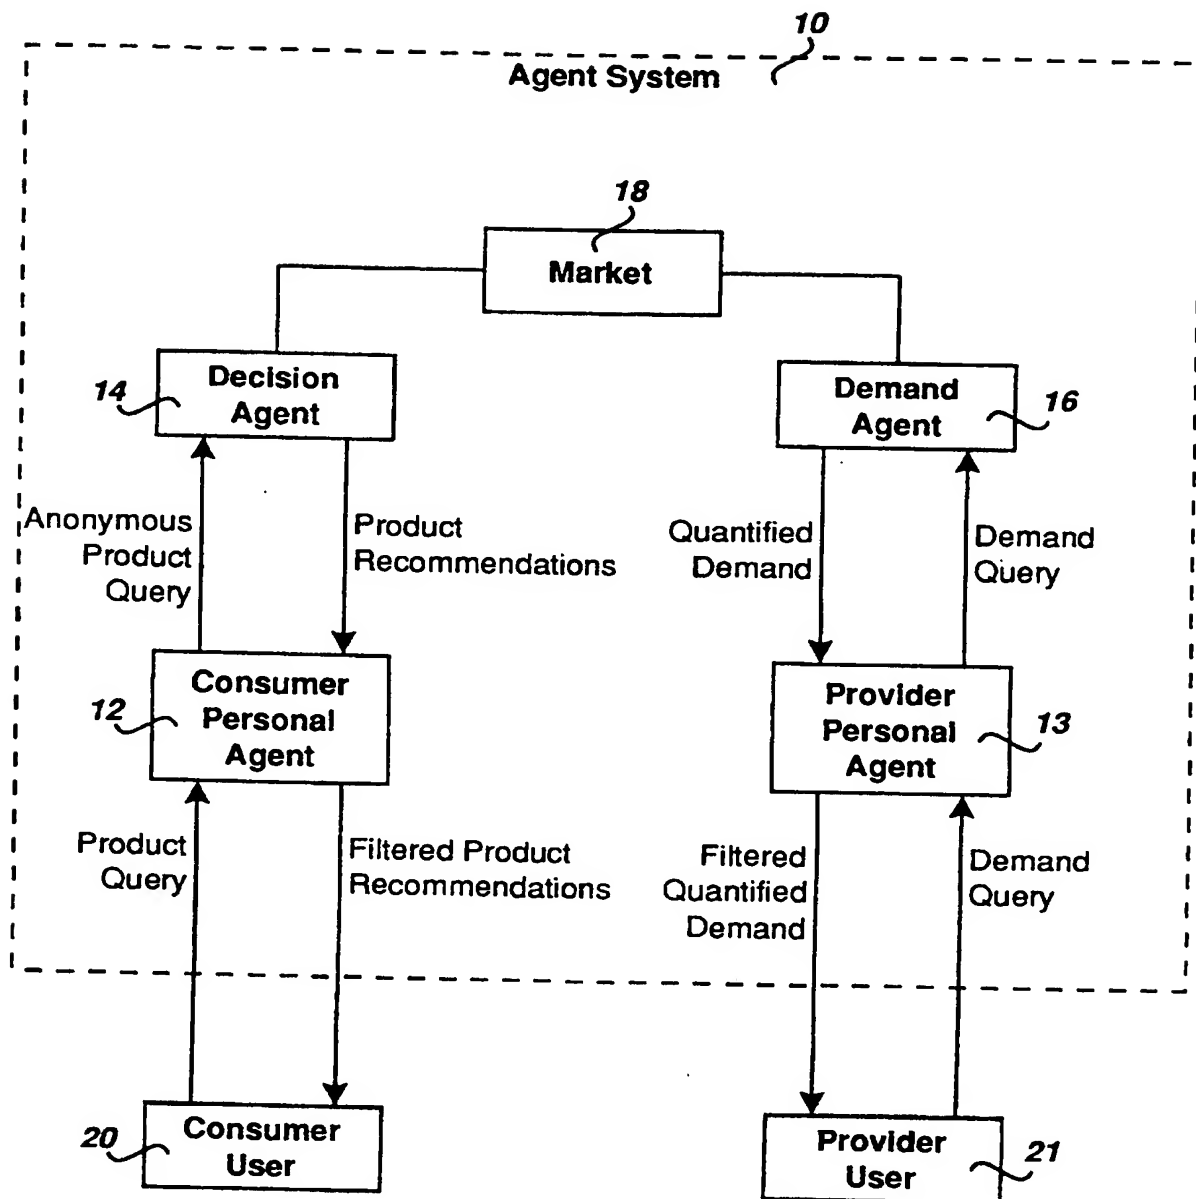 10
Agent System
18
Market
Decision
Agent
14
Demand
Agent
16
Anonymous
Product
Query
Product
Recommendations
Quantified
Demand
Demand
Query
Consumer
Personal
Agent
12
Provider
Personal
Agent
13
Product
Query
Filtered Product
Recommendations
Filtered
Quantified
Demand
Demand
Query
20
Consumer
User
Provider
User
21